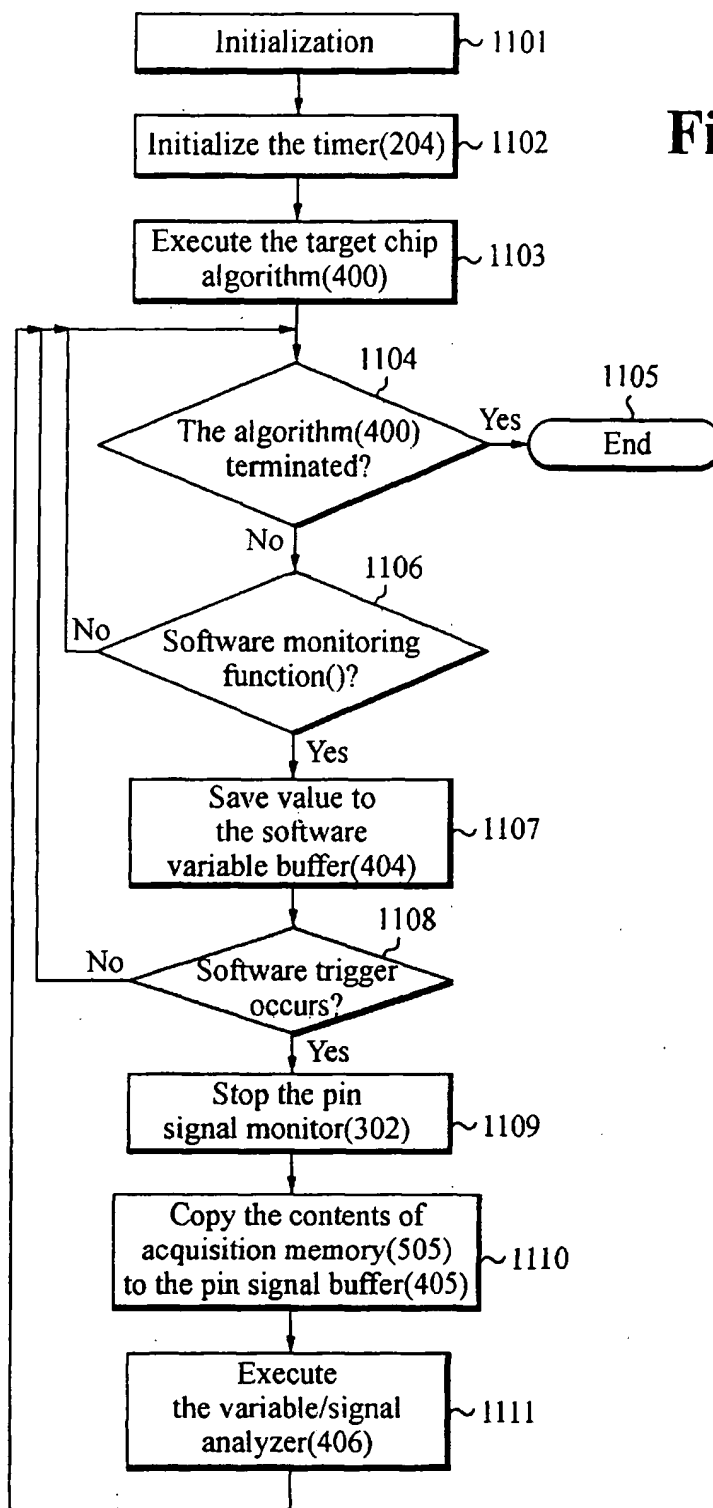 Initialization
1101
Fi
Initialize the timer(204)
1102
Execute the target chip
algorithm(400)
1103
1104
The algorithm(400)
terminated?
Yes
1105
End
No
1106
Software monitoring
function()?
No
Yes
Save value to
the software
variable buffer(404)
1107
1108
Software trigger
occurs?
No
Yes
Stop the pin
signal monitor(302)
1109
Copy the contents of
acquisition memory(505)
to the pin signal buffer(405)
1110
Execute
the variable/signal
analyzer(406)
1111